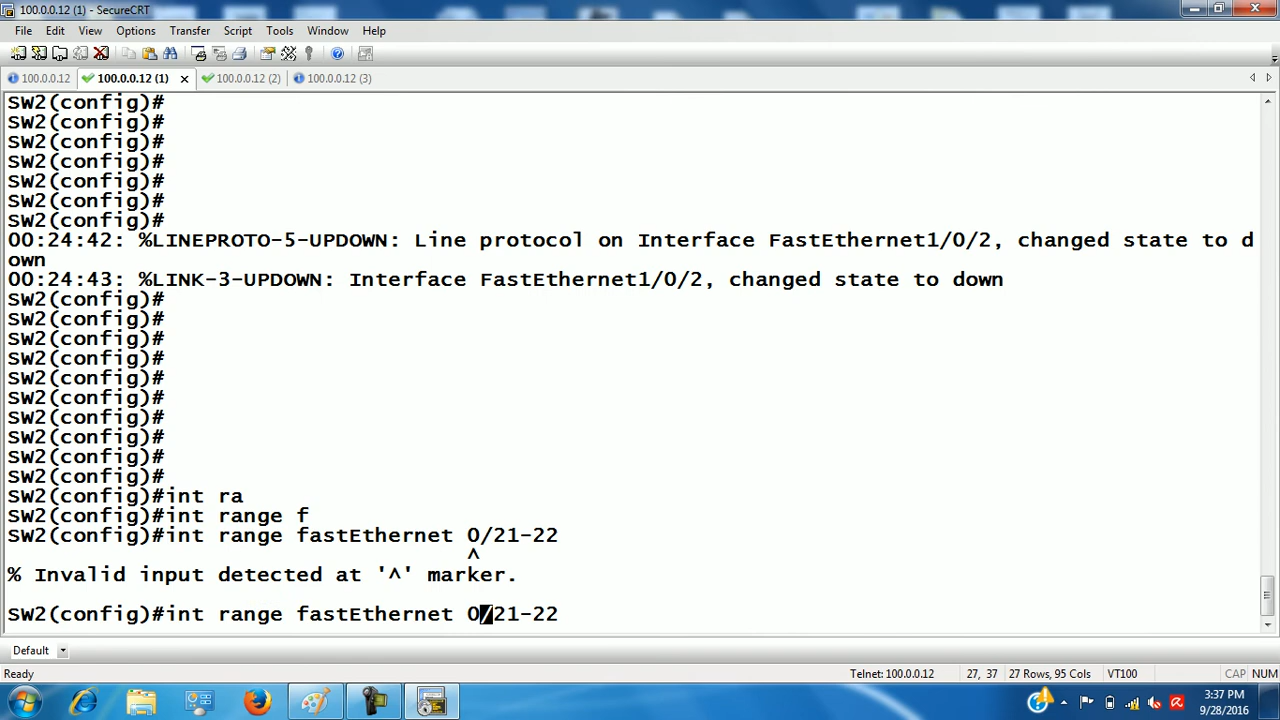 100.0.0.12 (1) - SecureCRT
File Edit View Options Transfer Script Tools Window Help
100.0.0.12 100.0.0.12 (1) 100.0.0.12 (2) 100.0.0.12 (3)
SW2(config)#
SW2(config)#
SW2(config)#
SW2(config)#
SW2(config)#
SW2(config)#
SW2(config)#
00:24:42: %LINEPROTO-5-UPDOWN: Line protocol on Interface FastEthernet1/0/2, changed state to d
own
00:24:43: %LINK-3-UPDOWN: Interface FastEthernet1/0/2, changed state to down
SW2(config)#
SW2(config)#
SW2(config)#
SW2(config)#
SW2(config)#
SW2(config)#
SW2(config)#
SW2(config)#
SW2(config)#
SW2(config)#
SW2(config)#int ra
SW2(config)#int range f
SW2(config)#int range fastEthernet 0/21-22
^
% Invalid input detected at '^' marker.
SW2(config)#int range fastEthernet 0/21-22
Default
Ready Telnet: 100.0.0.12 27, 37 27 Rows, 95 Cols VT100 CAP NUM
3:37 PM
9/28/2016